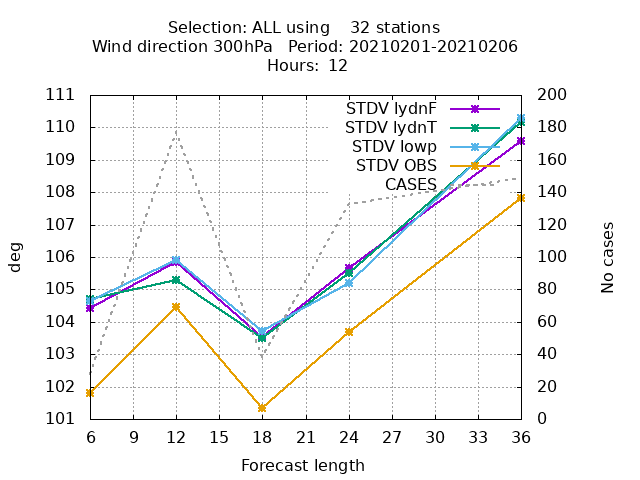 Selection: ALL using    32 stations
Wind direction 300hPa   Period: 20210201-20210206
Hours: 12
STDV lydnF
STDV lydnT
STDV lowp
STDV OBS
CASES
deg
111
110
109
108
107
106
105
104
103
102
101
200
180
160
140
120
100
80
60
40
20
0
No cases
6 9 12 15 18 21 24 27 30 33 36
Forecast length